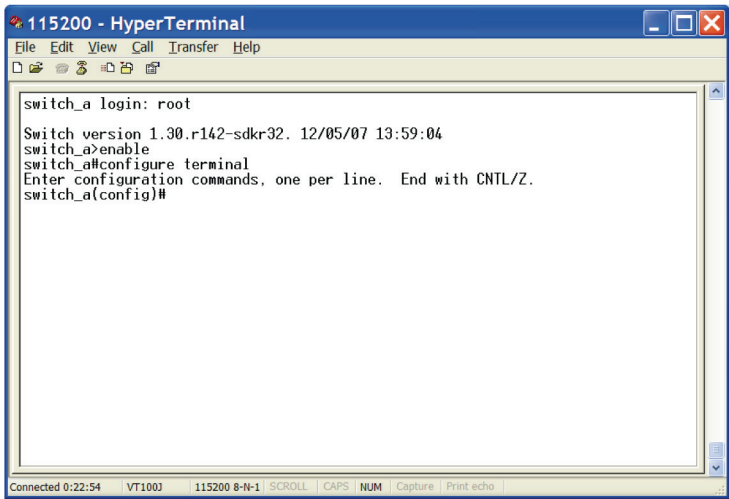 115200 - HyperTerminal
File Edit View Call Transfer Help
switch_a login: root
Switch version 1.30.r142-sdkr32. 12/05/07 13:59:04
switch_a>enable
switch_a#configure terminal
Enter configuration commands, one per line.  End with CNTL/Z.
switch_a(config)#
Connected 0:22:54 VT100J 115200 8-N-1 SCROLL CAPS NUM Capture Print echo